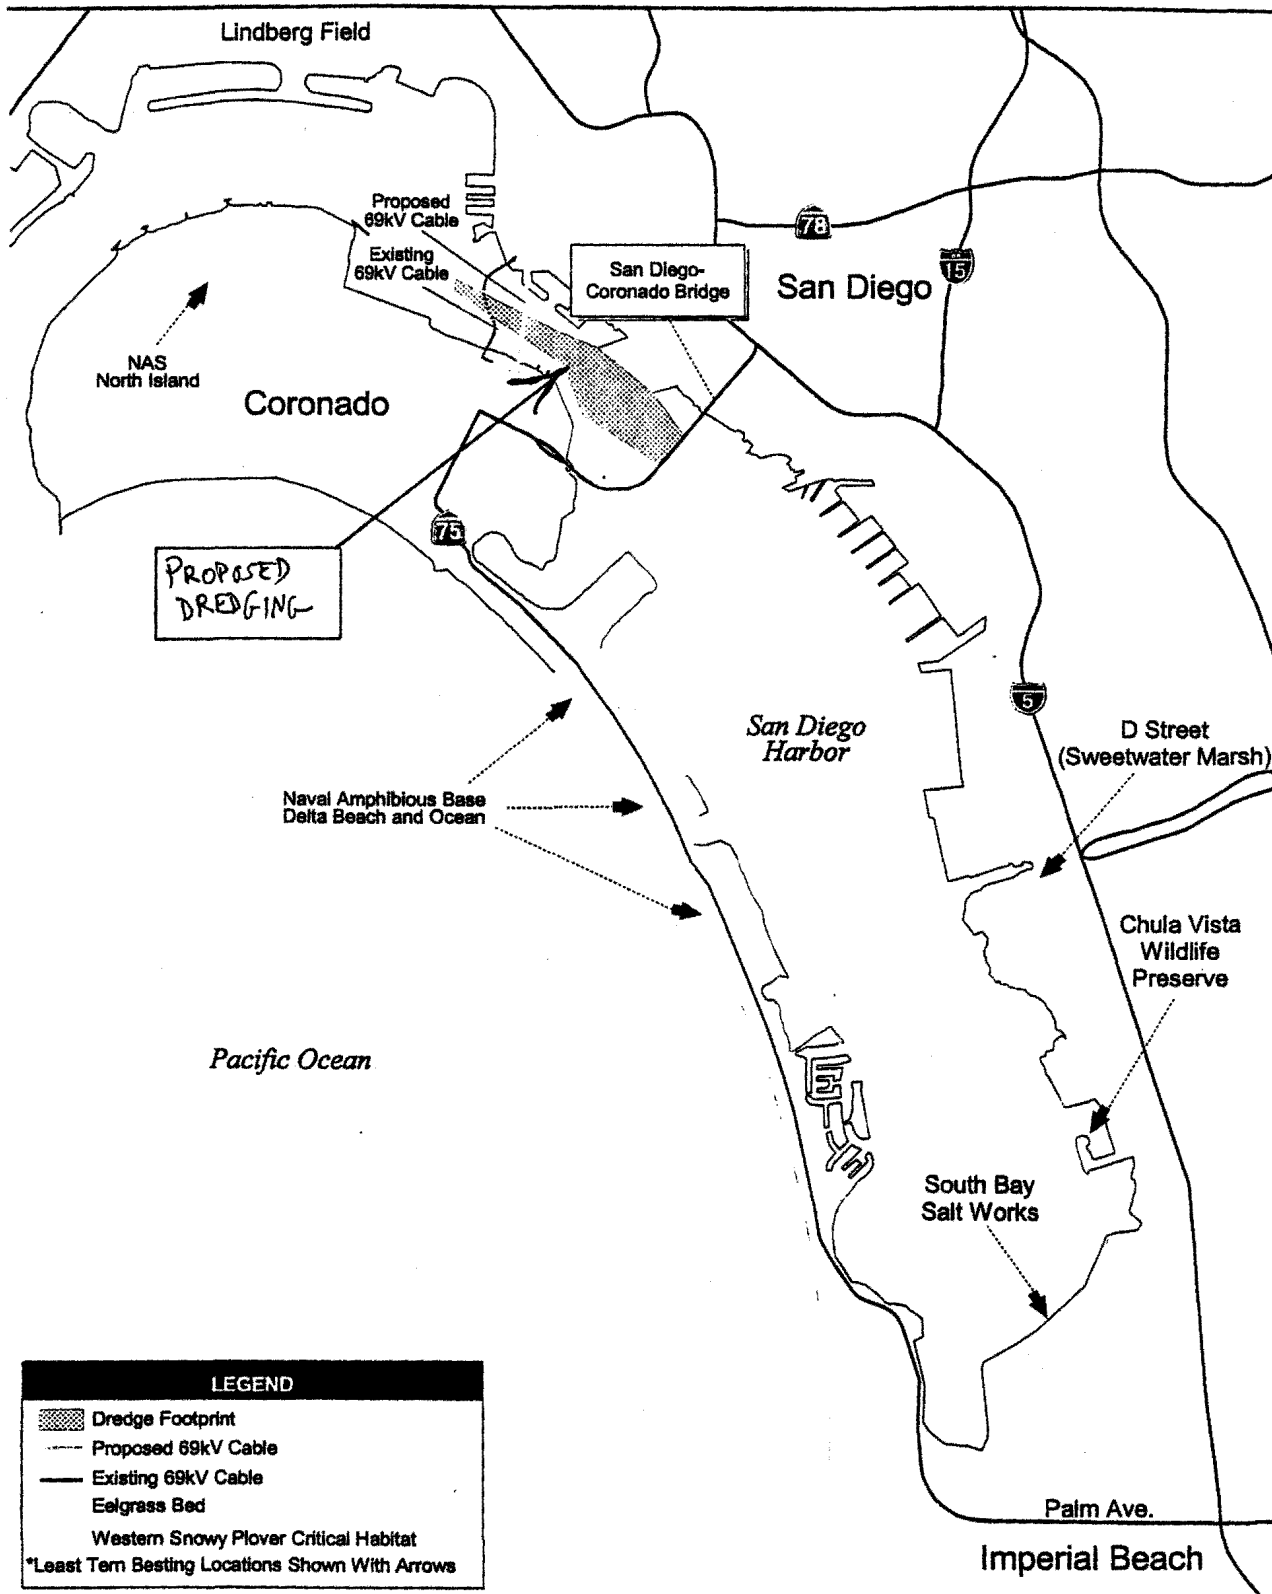 Lindberg Field
Proposed
69kV Cable
Existing
69kV Cable
San Diego-
Coronado Bridge
78
15
San Diego
NAS
North Island
Coronado
75
PROPOSED
DREDGING
5
San Diego
Harbor
D Street
(Sweetwater Marsh)
Naval Amphibious Base
Delta Beach and Ocean
Chula Vista
Wildlife
Preserve
Pacific Ocean
South Bay
Salt Works
LEGEND
Dredge Footprint
Proposed 69kV Cable
Existing 69kV Cable
Eelgrass Bed
Western Snowy Plover Critical Habitat
*Least Tern Besting Locations Shown With Arrows
Palm Ave.
Imperial Beach